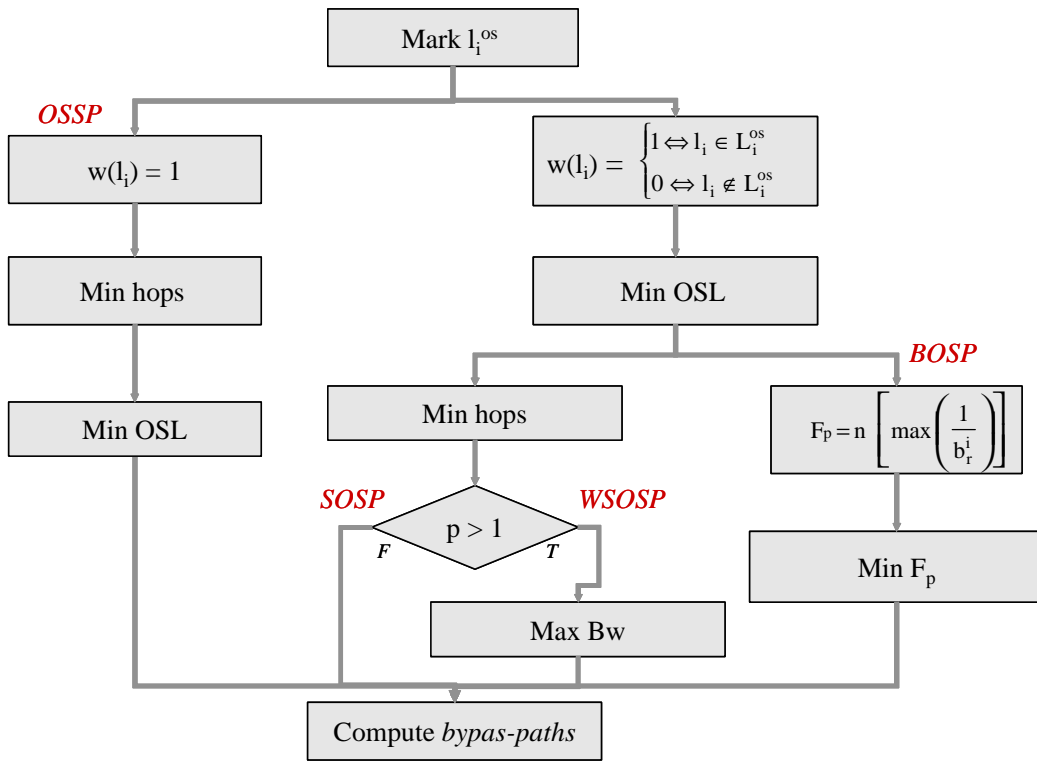 Mark l_i^os
OSSP
w(l_i) = 1
w(l_i) = { 1 ⇔ l_i ∈ L_i^os
0 ⇔ l_i ∉ L_i^os
Min hops
Min OSL
BOSP
Min hops
Min OSL
F_p = n [ max ( 1 / b_r^i ) ]
SOSP
WSOSP
p > 1
F
T
Min F_p
Max Bw
Compute bypas-paths